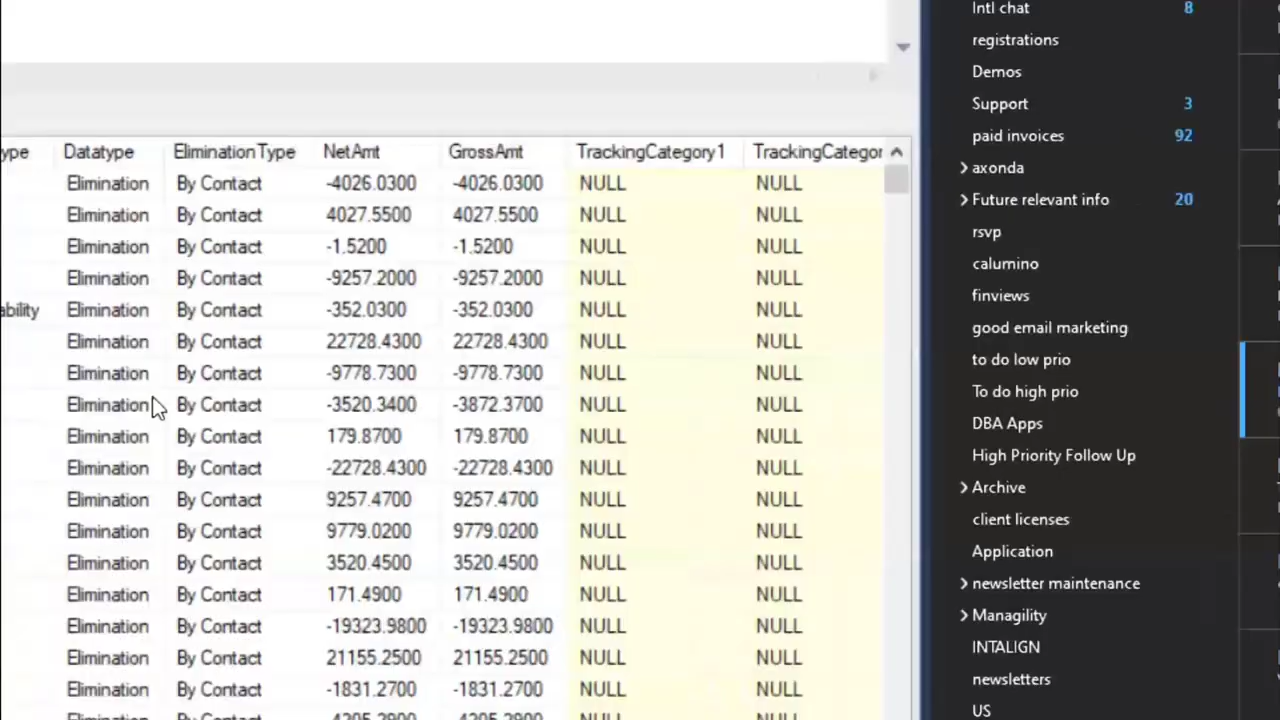 ype Datatype EliminationType NetAmt GrossAmt TrackingCategory1 TrackingCategor
Elimination By Contact -4026.0300 -4026.0300 NULL NULL
Elimination By Contact 4027.5500 4027.5500 NULL NULL
Elimination By Contact -1.5200 -1.5200 NULL NULL
Elimination By Contact -9257.2000 -9257.2000 NULL NULL
ability Elimination By Contact -352.0300 -352.0300 NULL NULL
Elimination By Contact 22728.4300 22728.4300 NULL NULL
Elimination By Contact -9778.7300 -9778.7300 NULL NULL
Elimination By Contact -3520.3400 -3872.3700 NULL NULL
Elimination By Contact 179.8700 179.8700 NULL NULL
Elimination By Contact -22728.4300 -22728.4300 NULL NULL
Elimination By Contact 9257.4700 9257.4700 NULL NULL
Elimination By Contact 9779.0200 9779.0200 NULL NULL
Elimination By Contact 3520.4500 3520.4500 NULL NULL
Elimination By Contact 171.4900 171.4900 NULL NULL
Elimination By Contact -19323.9800 -19323.9800 NULL NULL
Elimination By Contact 21155.2500 21155.2500 NULL NULL
Elimination By Contact -1831.2700 -1831.2700 NULL NULL
Intl chat 8
registrations
Demos
Support 3
paid invoices 92
axonda
Future relevant info 20
rsvp
calumino
finviews
good email marketing
to do low prio
To do high prio
DBA Apps
High Priority Follow Up
Archive
client licenses
Application
newsletter maintenance
Managility
INTALIGN
newsletters
US